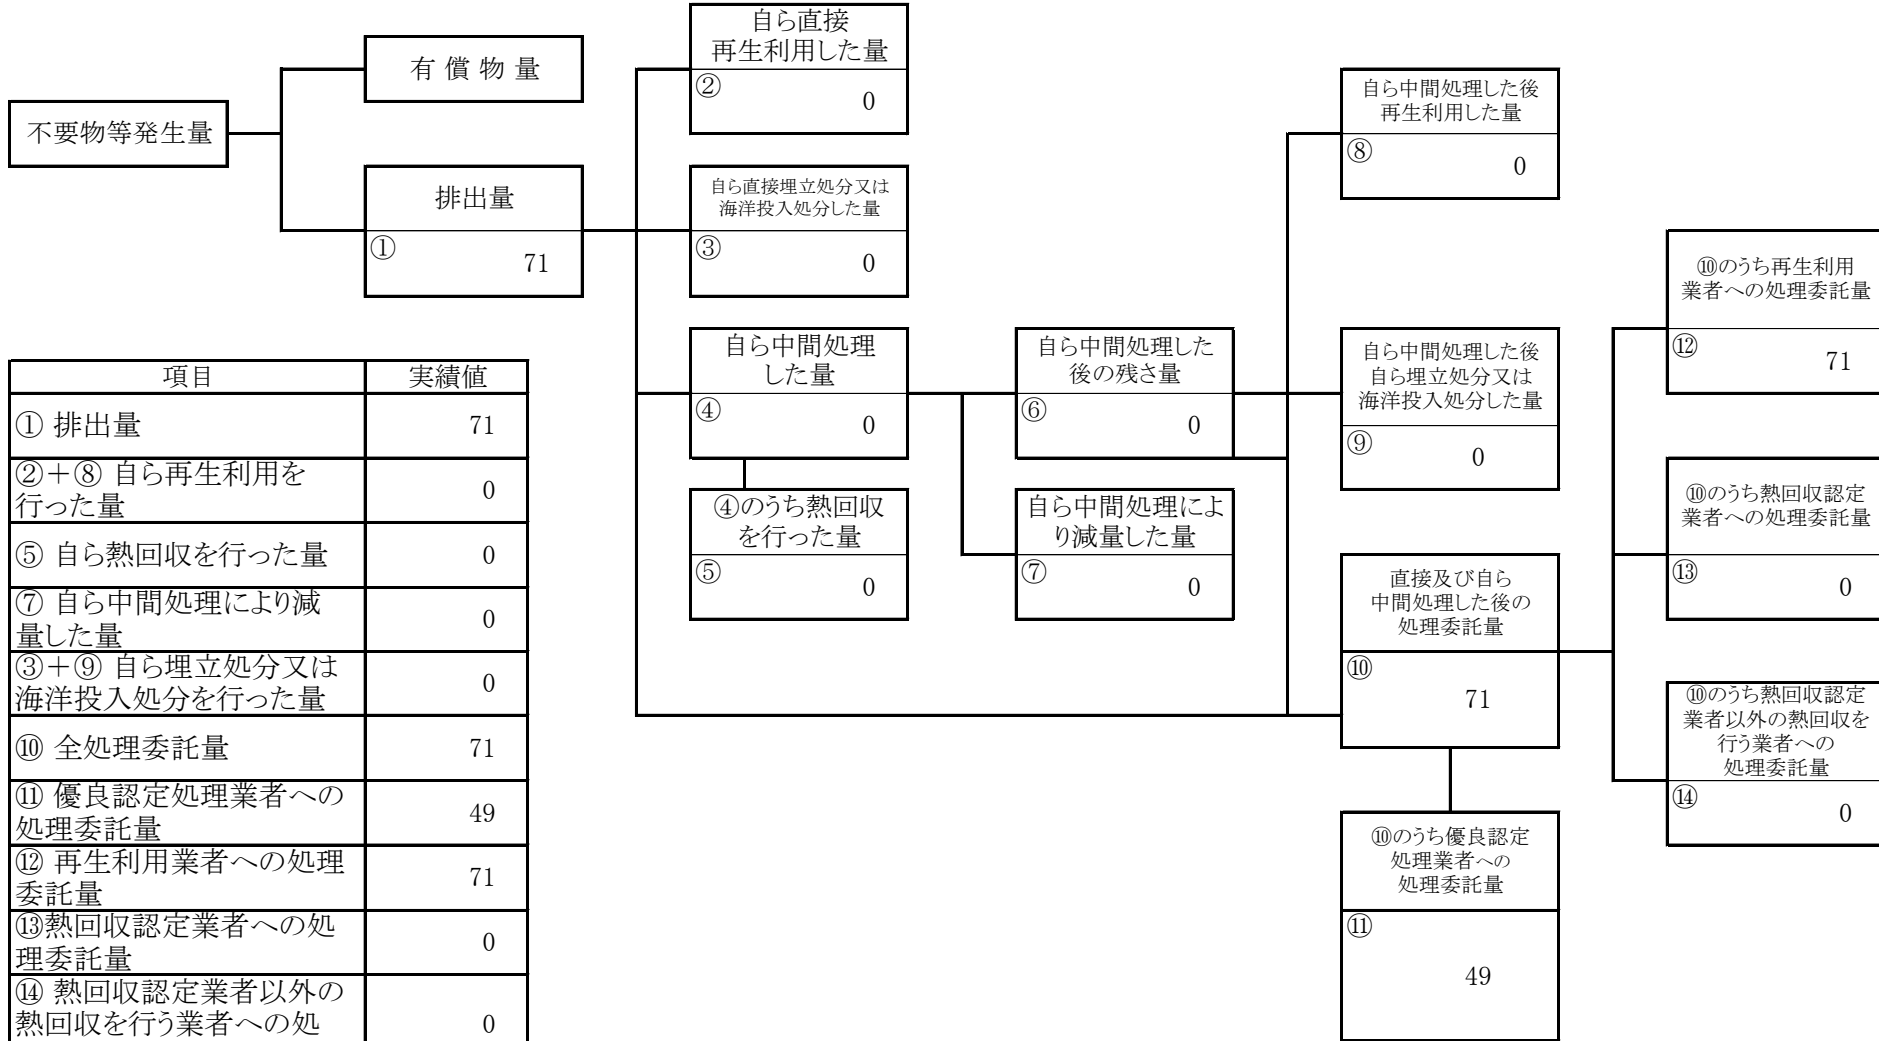 不要物等発生量
有償物量
排出量
①
71
自ら直接
再生利用した量
②
0
自ら直接埋立処分又は
海洋投入処分した量
③
0
自ら中間処理
した量
④
0
④のうち熱回収
を行った量
⑤
0
自ら中間処理した
後の残さ量
⑥
0
自ら中間処理によ
り減量した量
⑦
0
自ら中間処理した後
再生利用した量
⑧
0
自ら中間処理した後
自ら埋立処分又は
海洋投入処分した量
⑨
0
直接及び自ら
中間処理した後の
処理委託量
⑩
71
⑩のうち優良認定
処理業者への
処理委託量
⑪
49
⑩のうち再生利用
業者への処理委託量
⑫
71
⑩のうち熱回収認定
業者への処理委託量
⑬
0
⑩のうち熱回収認定
業者以外の熱回収を
行う業者への
処理委託量
⑭
0
項目 実績値
① 排出量 71
②＋⑧ 自ら再生利用を
行った量 0
⑤ 自ら熱回収を行った量 0
⑦ 自ら中間処理により減
量した量 0
③＋⑨ 自ら埋立処分又は
海洋投入処分を行った量 0
⑩ 全処理委託量 71
⑪ 優良認定処理業者への
処理委託量 49
⑫ 再生利用業者への処理
委託量 71
⑬熱回収認定業者への処
理委託量 0
⑭ 熱回収認定業者以外の
熱回収を行う業者への処 0